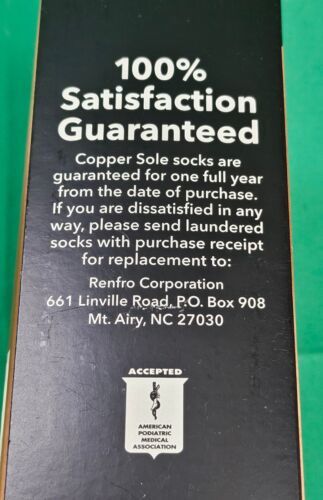 100%
Satisfaction
Guaranteed
Copper Sole socks are
guaranteed for one full year
from the date of purchase.
If you are dissatisfied in any
way, please send laundered
socks with purchase receipt
for replacement to:
Renfro Corporation
661 Linville Road, P.O. Box 908
Mt. Airy, NC 27030
ACCEPTED
AMERICAN
PODIATRIC
MEDICAL
ASSOCIATION